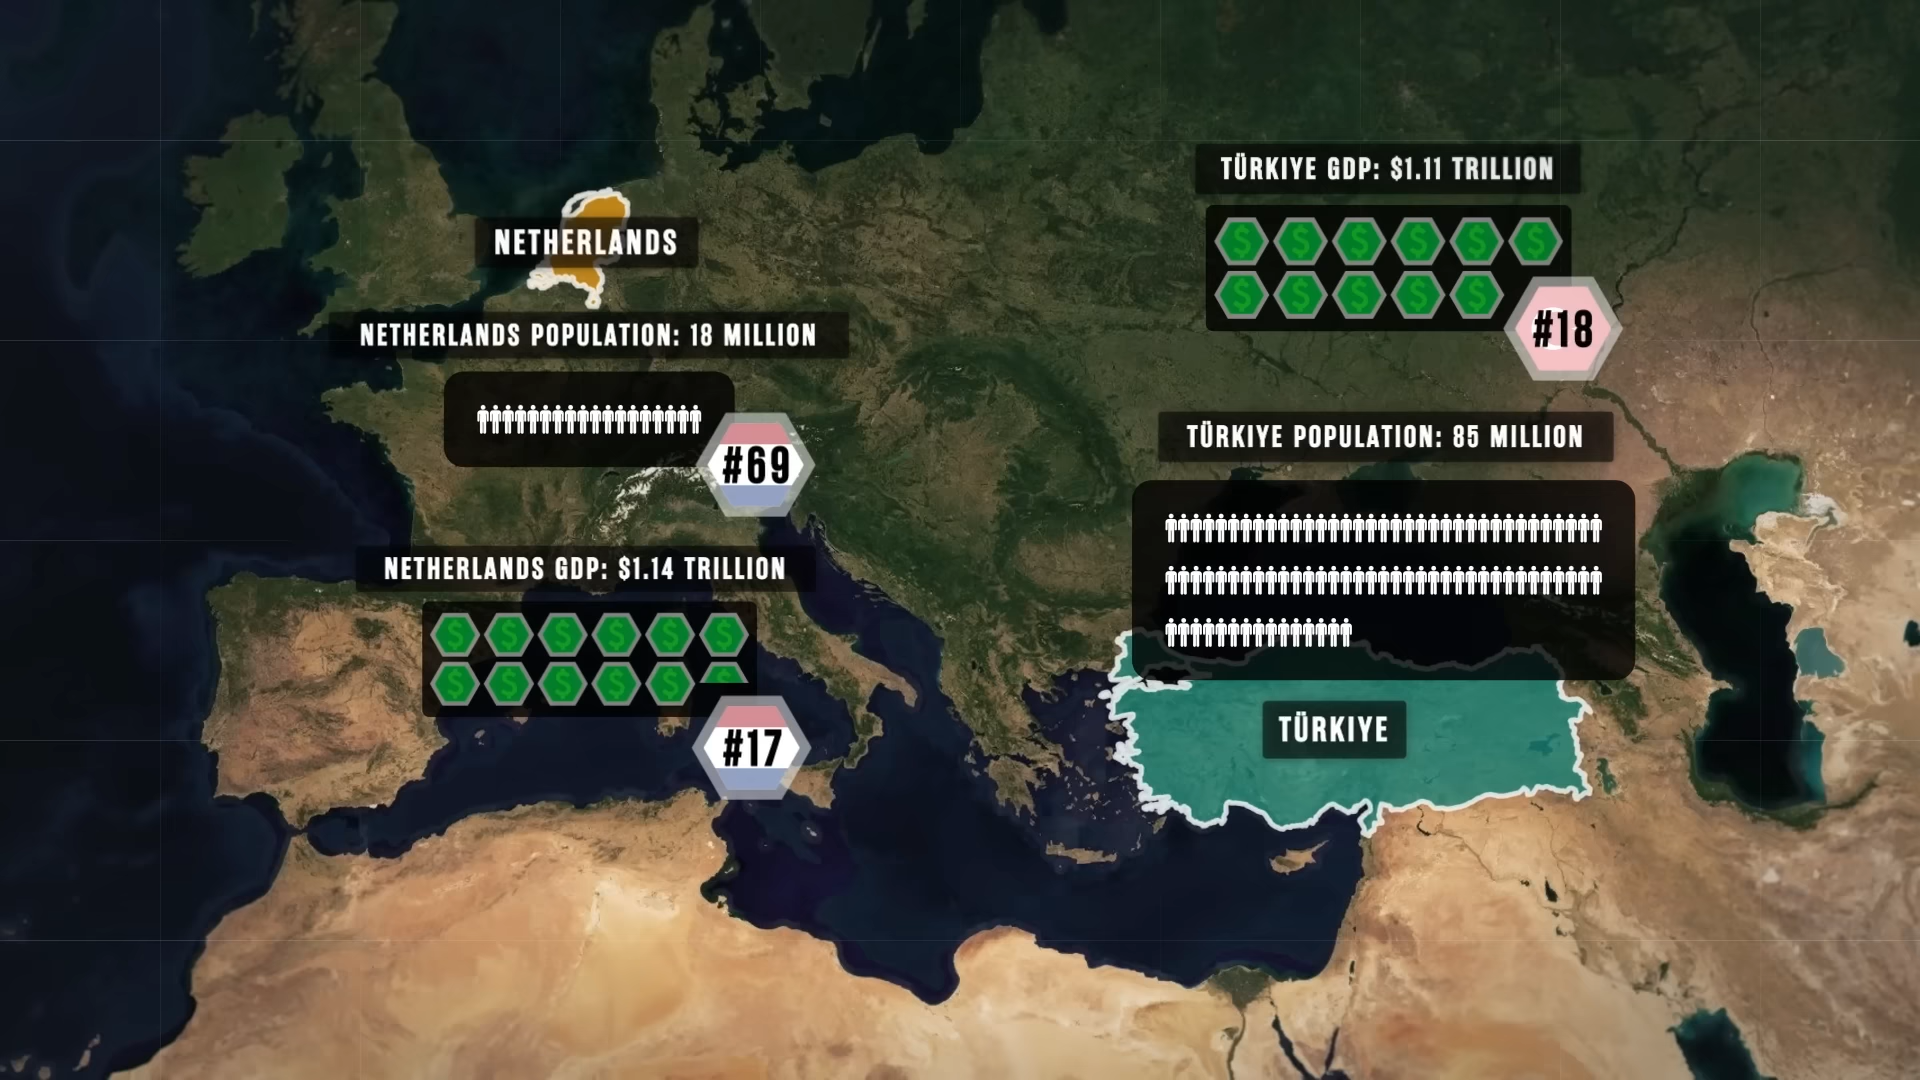 NETHERLANDS
NETHERLANDS POPULATION: 18 MILLION
#69
NETHERLANDS GDP: $1.14 TRILLION
$ $ $ $ $ $
$ $ $ $ $
#17
TÜRKIYE GDP: $1.11 TRILLION
$ $ $ $ $ $
$ $ $ $ $
#18
TÜRKIYE POPULATION: 85 MILLION
TÜRKIYE